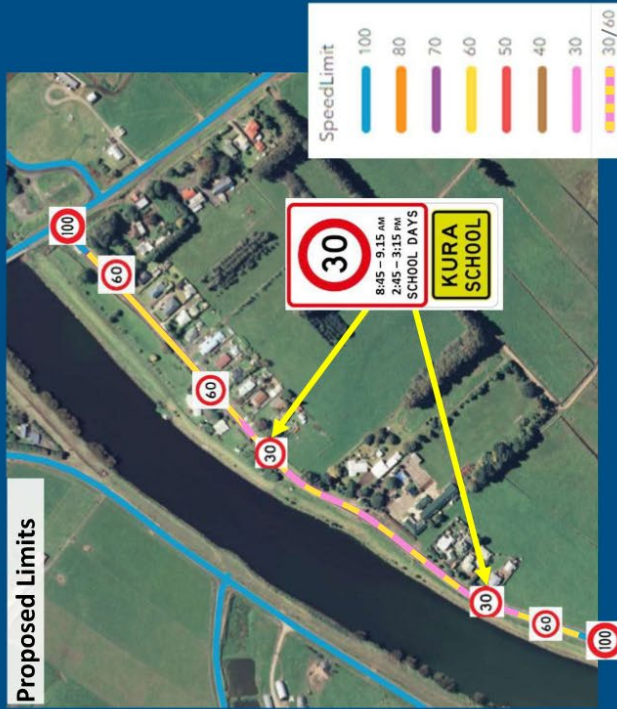 Proposed Limits
SpeedLimit
100
80
70
60
50
40
30
30/60
100
60
60
30
30
60
100
30
8:45 – 9.15 AM
2:45 – 3:15 PM
SCHOOL DAYS
KURA
SCHOOL